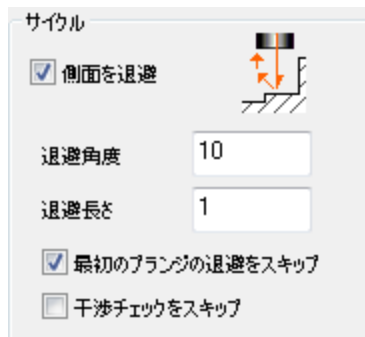 サイクル
側面を退避
退避角度 10
退避長さ 1
最初のプランジの退避をスキップ
干渉チェックをスキップ